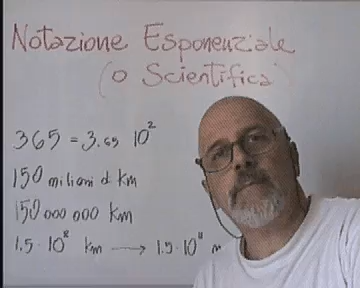 Notazione Esponenziale
(o Scientifica)
365 = 3.65 10²
150 milioni di km
150 000 000 km
1.5 · 10⁸ km → 1.5 · 10¹¹ m